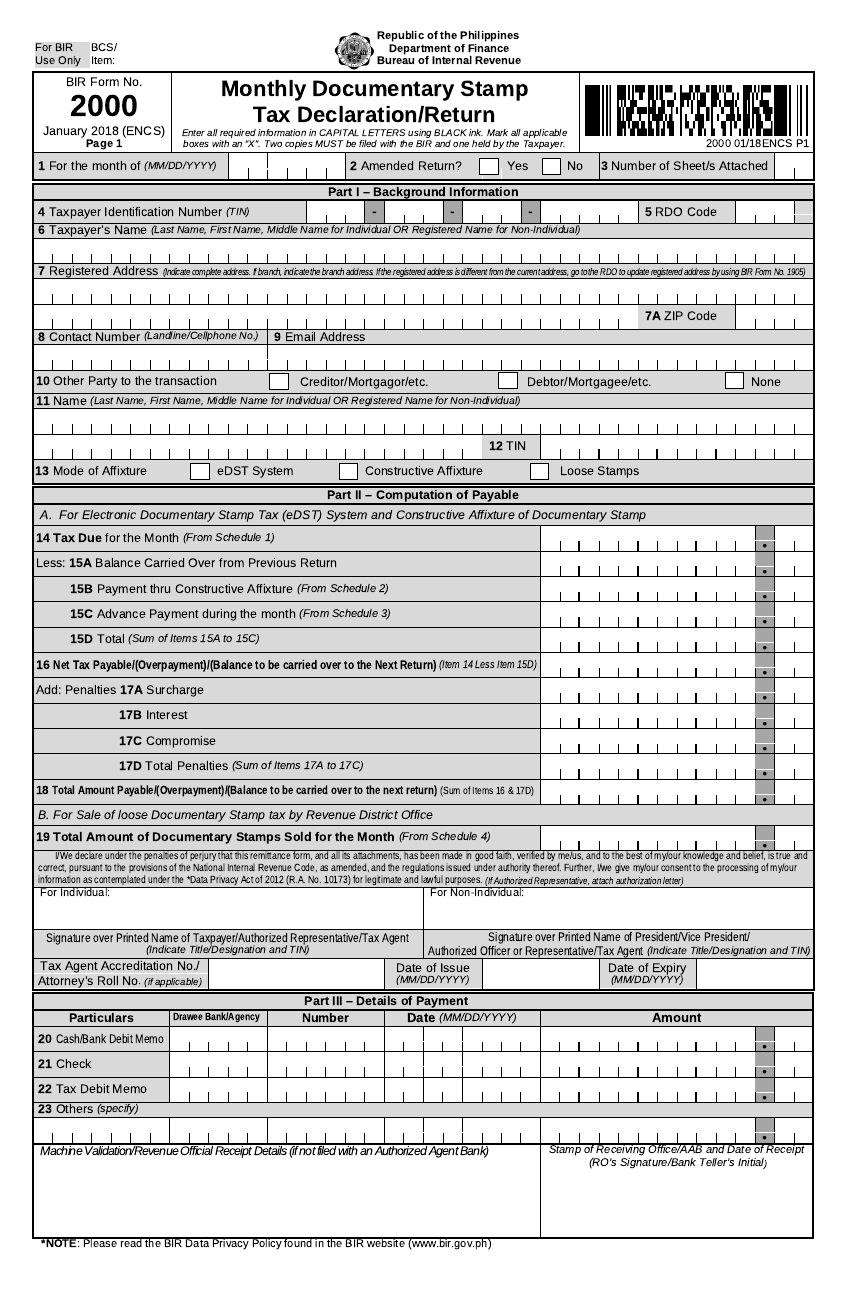 Republic of the Philippines
For BIR BCS/ Department of Finance
Use Only Item: Bureau of Internal Revenue
BIR Form No.
2000
January 2018 (ENCS)
Page 1
Monthly Documentary Stamp
Tax Declaration/Return
Enter all required information in CAPITAL LETTERS using BLACK ink. Mark all applicable
boxes with an "X". Two copies MUST be filed with the BIR and one held by the Taxpayer.
2000 01/18ENCS P1
1 For the month of (MM/DD/YYYY) 2 Amended Return? Yes No 3 Number of Sheet/s Attached
Part I – Background Information
4 Taxpayer Identification Number (TIN) - - - 5 RDO Code
6 Taxpayer's Name (Last Name, First Name, Middle Name for Individual OR Registered Name for Non-Individual)
7 Registered Address (Indicate complete address. If branch, indicate the branch address. If the registered address is different from the current address, go to the RDO to update registered address by using BIR Form No. 1905)
7A ZIP Code
8 Contact Number (Landline/Cellphone No.) 9 Email Address
10 Other Party to the transaction Creditor/Mortgagor/etc. Debtor/Mortgagee/etc. None
11 Name (Last Name, First Name, Middle Name for Individual OR Registered Name for Non-Individual)
12 TIN
13 Mode of Affixture eDST System Constructive Affixture Loose Stamps
Part II – Computation of Payable
A. For Electronic Documentary Stamp Tax (eDST) System and Constructive Affixture of Documentary Stamp
14 Tax Due for the Month (From Schedule 1)
Less: 15A Balance Carried Over from Previous Return
15B Payment thru Constructive Affixture (From Schedule 2)
15C Advance Payment during the month (From Schedule 3)
15D Total (Sum of Items 15A to 15C)
16 Net Tax Payable/(Overpayment)/(Balance to be carried over to the Next Return) (Item 14 Less Item 15D)
Add: Penalties 17A Surcharge
17B Interest
17C Compromise
17D Total Penalties (Sum of Items 17A to 17C)
18 Total Amount Payable/(Overpayment)/(Balance to be carried over to the next return) (Sum of Items 16 & 17D)
B. For Sale of loose Documentary Stamp tax by Revenue District Office
19 Total Amount of Documentary Stamps Sold for the Month (From Schedule 4)
I/We declare under the penalties of perjury that this remittance form, and all its attachments, has been made in good faith, verified by me/us, and to the best of my/our knowledge and belief, is true and
correct, pursuant to the provisions of the National Internal Revenue Code, as amended, and the regulations issued under authority thereof. Further, I/we give my/our consent to the processing of my/our
information as contemplated under the *Data Privacy Act of 2012 (R.A. No. 10173) for legitimate and lawful purposes. (If Authorized Representative, attach authorization letter)
For Individual: For Non-Individual:
Signature over Printed Name of Taxpayer/Authorized Representative/Tax Agent
(Indicate Title/Designation and TIN)
Signature over Printed Name of President/Vice President/
Authorized Officer or Representative/Tax Agent (Indicate Title/Designation and TIN)
Tax Agent Accreditation No./
Attorney's Roll No. (if applicable)
Date of Issue
(MM/DD/YYYY)
Date of Expiry
(MM/DD/YYYY)
Part III – Details of Payment
Particulars Drawee Bank/Agency Number Date (MM/DD/YYYY) Amount
20 Cash/Bank Debit Memo
21 Check
22 Tax Debit Memo
23 Others (specify)
Machine Validation/Revenue Official Receipt Details (if not filed with an Authorized Agent Bank)
Stamp of Receiving Office/AAB and Date of Receipt
(RO's Signature/Bank Teller's Initial)
*NOTE: Please read the BIR Data Privacy Policy found in the BIR website (www.bir.gov.ph)